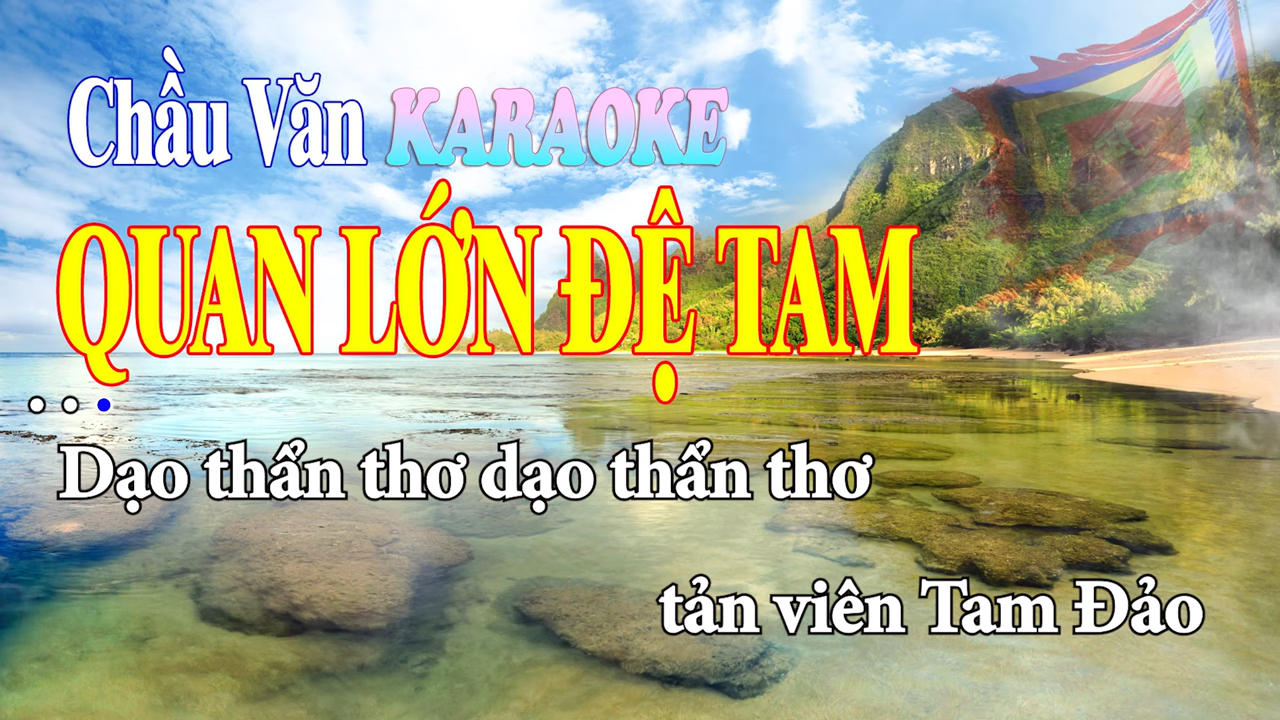 Chầu Văn KARAOKE
QUAN LỚN ĐỆ TAM
Dạo thẩn thơ dạo thẩn thơ
tản viên Tam Đảo